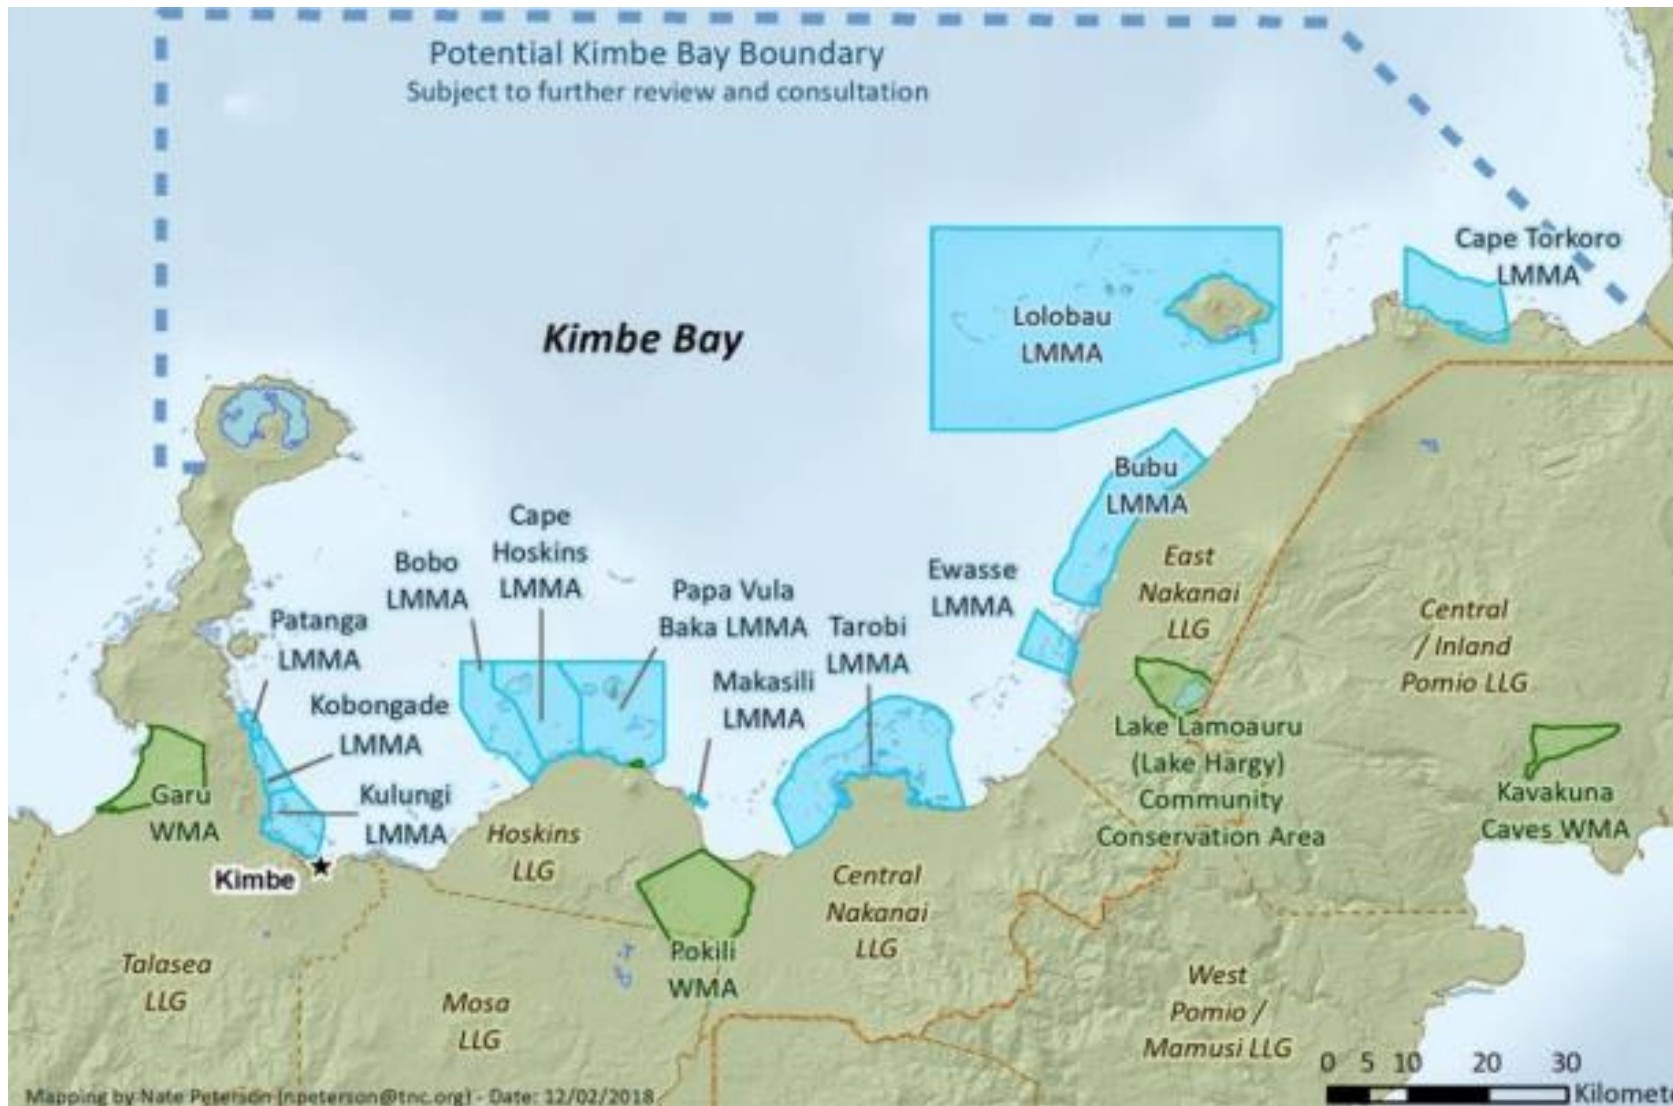 Potential Kimbe Bay Boundary
Subject to further review and consultation
Cape Torkoro
LMMA
Lolobau
LMMA
Kimbe Bay
Bubu
LMMA
Cape
Hoskins
LMMA
Bobo
LMMA
Papa Vula
Baka LMMA
Tarobi
LMMA
Ewasse
LMMA
East
Nakanai
LLG
Central
/ Inland
Pomio LLG
Patanga
LMMA
Kobongade
LMMA
Makasili
LMMA
Kulungi
LMMA
Garu
WMA
Lake Lamoauru
(Lake Hargy)
Community
Conservation Area
Kavakuna
Caves WMA
Kimbe
Hoskins
LLG
Central
Nakanai
LLG
Pokili
WMA
Talasea
LLG
Mosa
LLG
West
Pomio /
Mamusi LLG
0 5 10 20 30
Kilomet
Mapping by Nate Peterson (npeterson@tnc.org) - Date: 12/02/2018